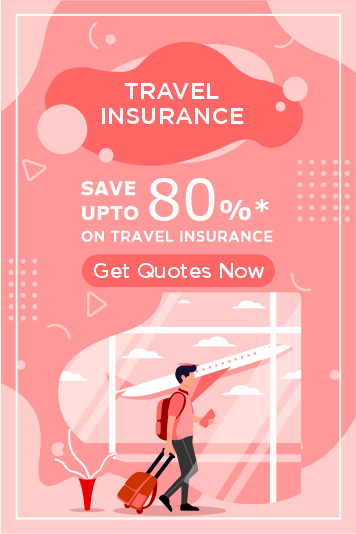 TRAVEL
INSURANCE
SAVE
UPTO 80%*
ON TRAVEL INSURANCE
Get Quotes Now